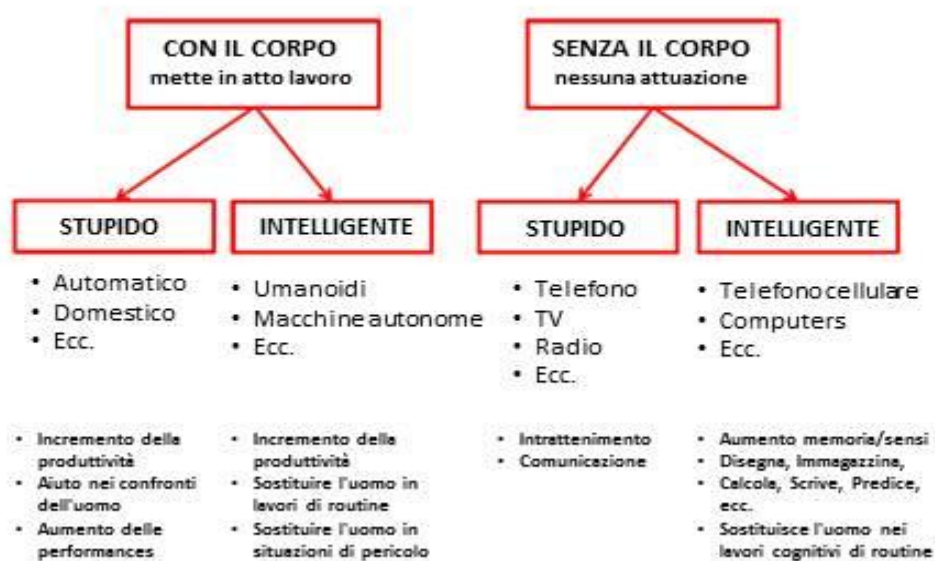 CON IL CORPO
mette in atto lavoro
SENZA IL CORPO
nessuna attuazione
STUPIDO
INTELLIGENTE
STUPIDO
INTELLIGENTE
• Automatico
• Domestico
• Ecc.
• Umanoidi
• Macchine autonome
• Ecc.
• Telefono
• TV
• Radio
• Ecc.
• Telefono cellulare
• Computers
• Ecc.
• Incremento della
produttività
• Aiuto nei confronti
dell'uomo
• Aumento delle
performances
• Incremento della
produttività
• Sostituire l'uomo in
lavori di routine
• Sostituire l'uomo in
situazioni di pericolo
• Intrattenimento
• Comunicazione
• Aumento memoria/sensi
• Disegna, Immagazzina,
• Calcola, Scrive, Predice,
ecc.
• Sostituisce l'uomo nei
lavori cognitivi di routine